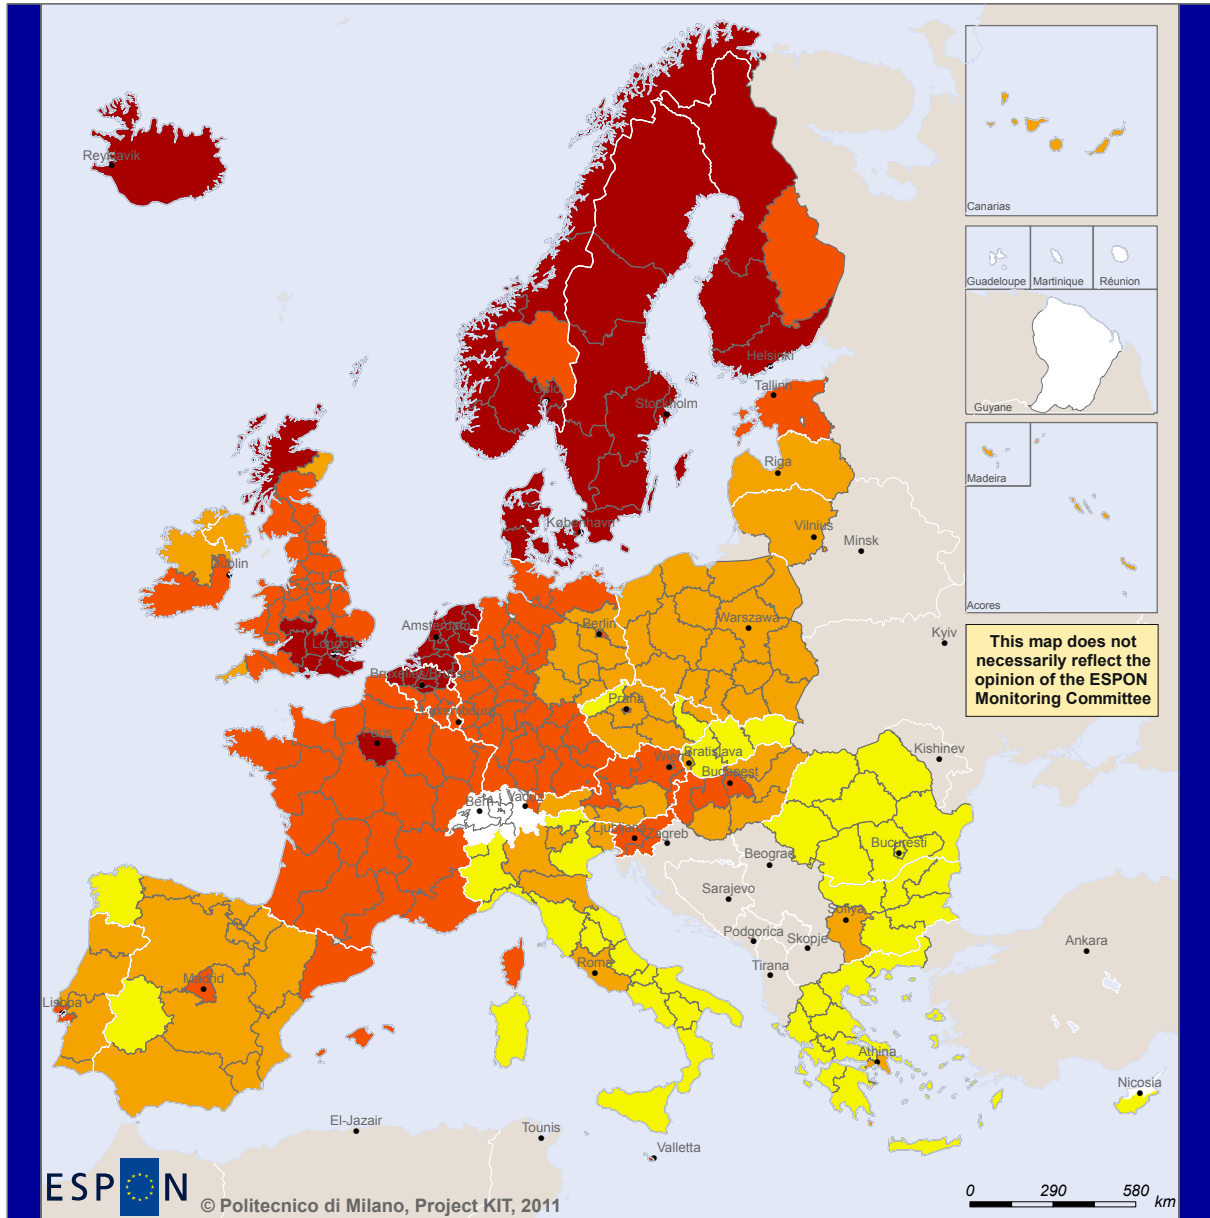 Reykjavik
Canarias
Guadeloupe
Martinique
Réunion
Guyane
Madeira
Acores
Helsinki
Oslo
Tallinn
Stockholm
Riga
København
Vilnius
Minsk
Dublin
Amsterdam
Berlin
Warszawa
London
Kyiv
Bruxelles/Brussel
This map does not
necessarily reflect the
opinion of the ESPON
Monitoring Committee
Praha
Luxembourg
Paris
Wien
Bratislava
Kishinev
Budapest
Bern
Vaduz
Ljubljana
Zagreb
Bucuresti
Beograd
Sarajevo
Sofiya
Podgorica
Skopje
Ankara
Roma
Tirana
Madrid
Lisboa
Athina
Nicosia
El-Jazair
Tounis
Valletta
ESPON
© Politecnico di Milano, Project KIT, 2011
0 290 580
km